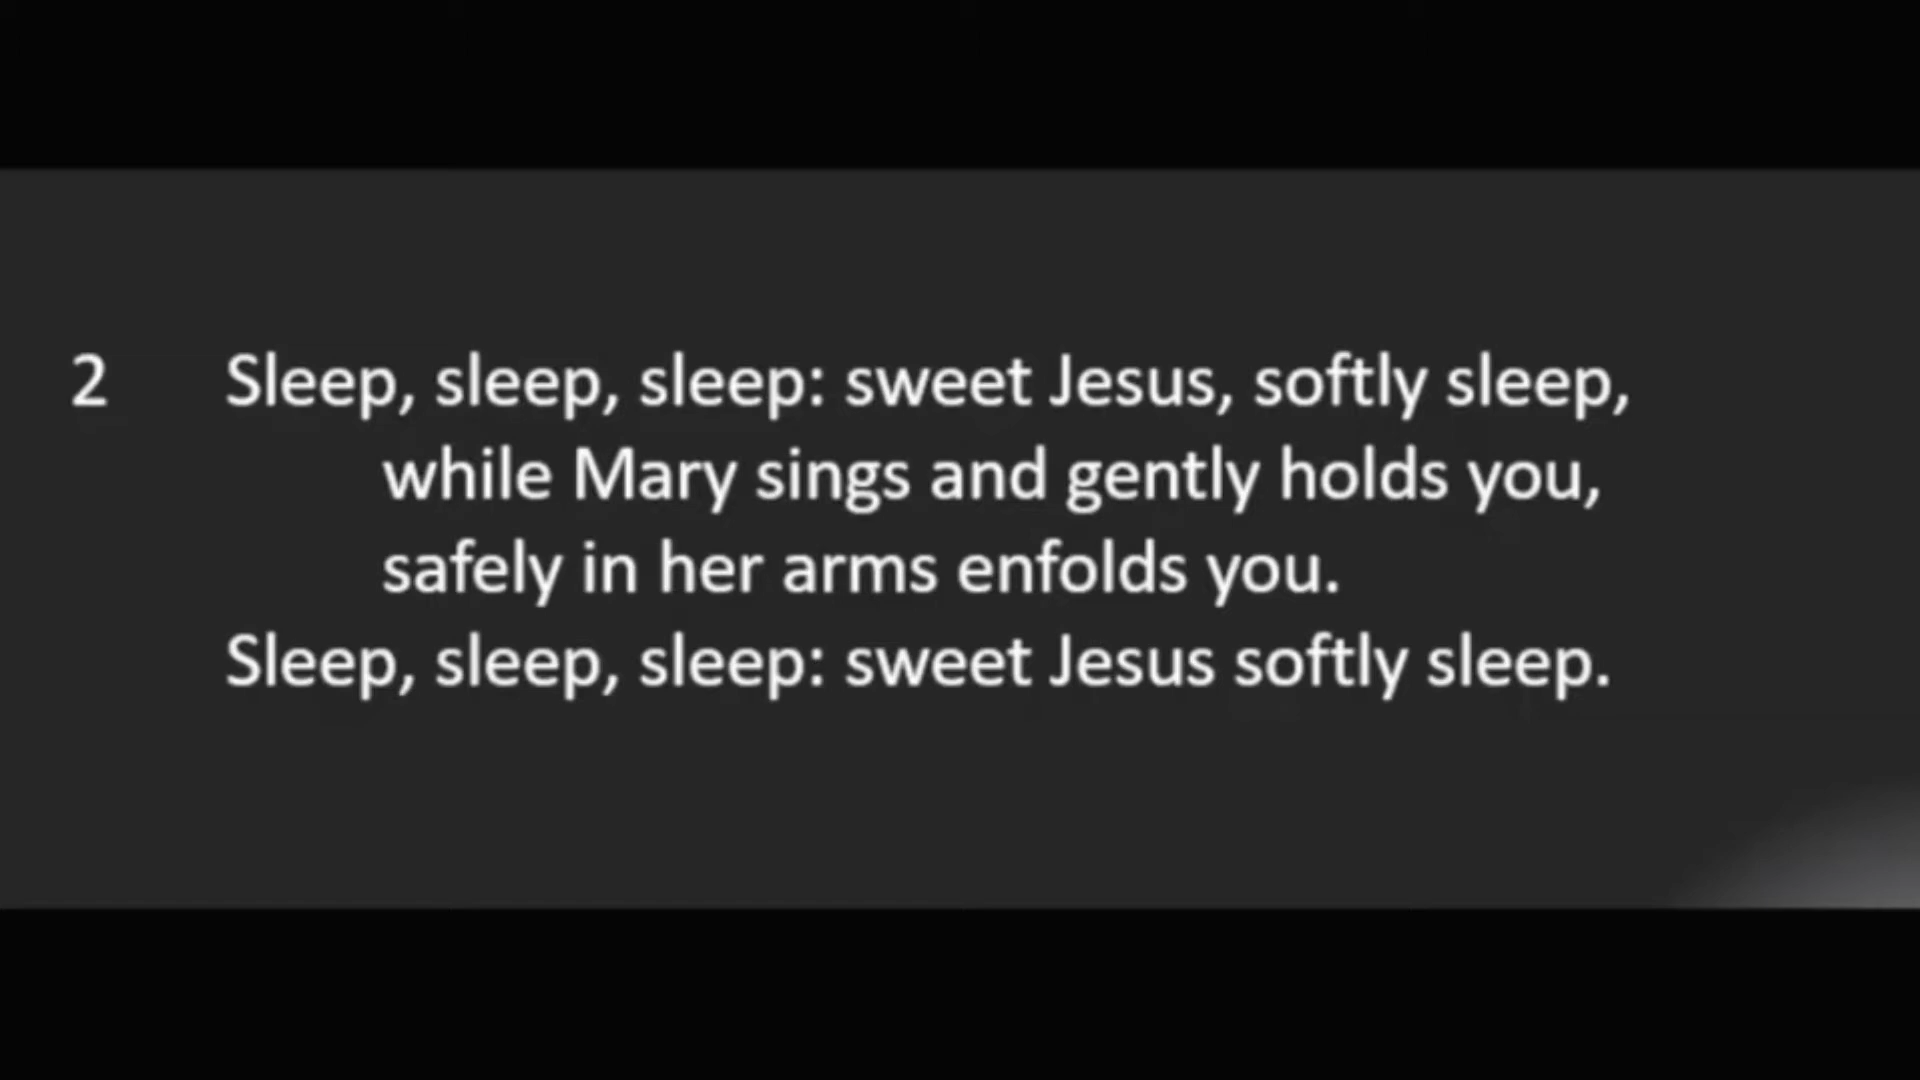 2 Sleep, sleep, sleep: sweet Jesus, softly sleep,
while Mary sings and gently holds you,
safely in her arms enfolds you.
Sleep, sleep, sleep: sweet Jesus softly sleep.